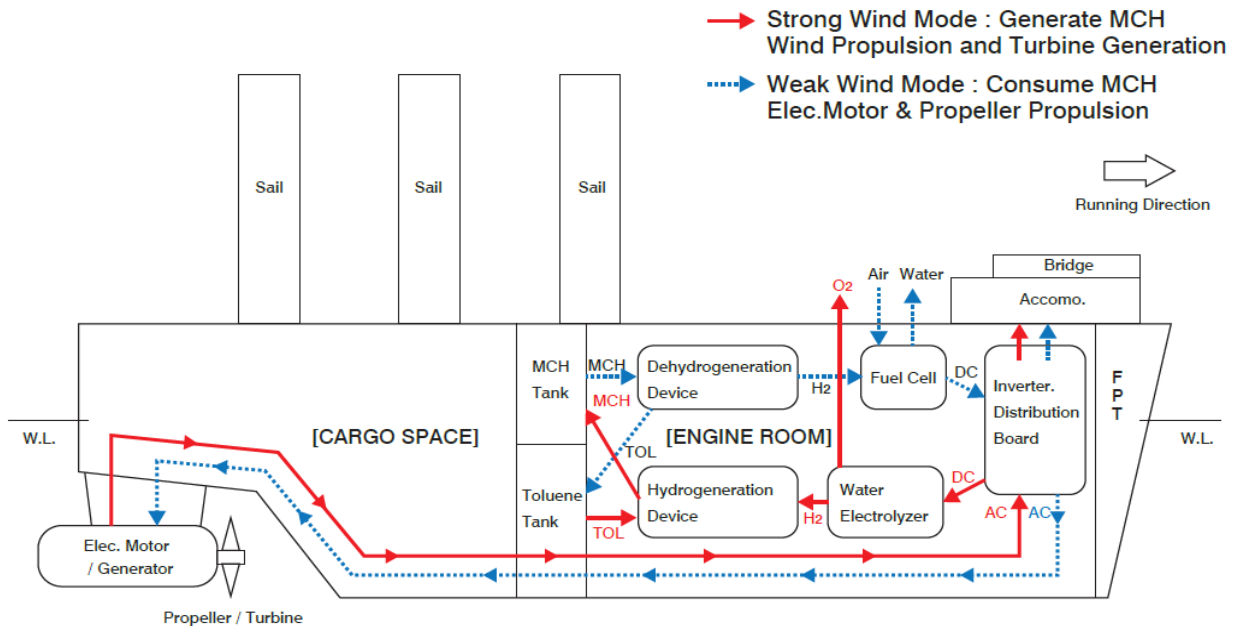 Strong Wind Mode : Generate MCH
Wind Propulsion and Turbine Generation
Weak Wind Mode : Consume MCH
Elec.Motor & Propeller Propulsion
Sail
Sail
Sail
Running Direction
Bridge
Accomo.
Air
Water
O2
MCH
Tank
MCH
MCH
Dehydrogeneration
Device
H2
Fuel Cell
DC
Inverter.
Distribution
Board
F
P
T
W.L.
[CARGO SPACE]
[ENGINE ROOM]
W.L.
TOL
Toluene
Tank
TOL
Hydrogeneration
Device
H2
Water
Electrolyzer
DC
AC
AC
Elec. Motor
/ Generator
Propeller / Turbine